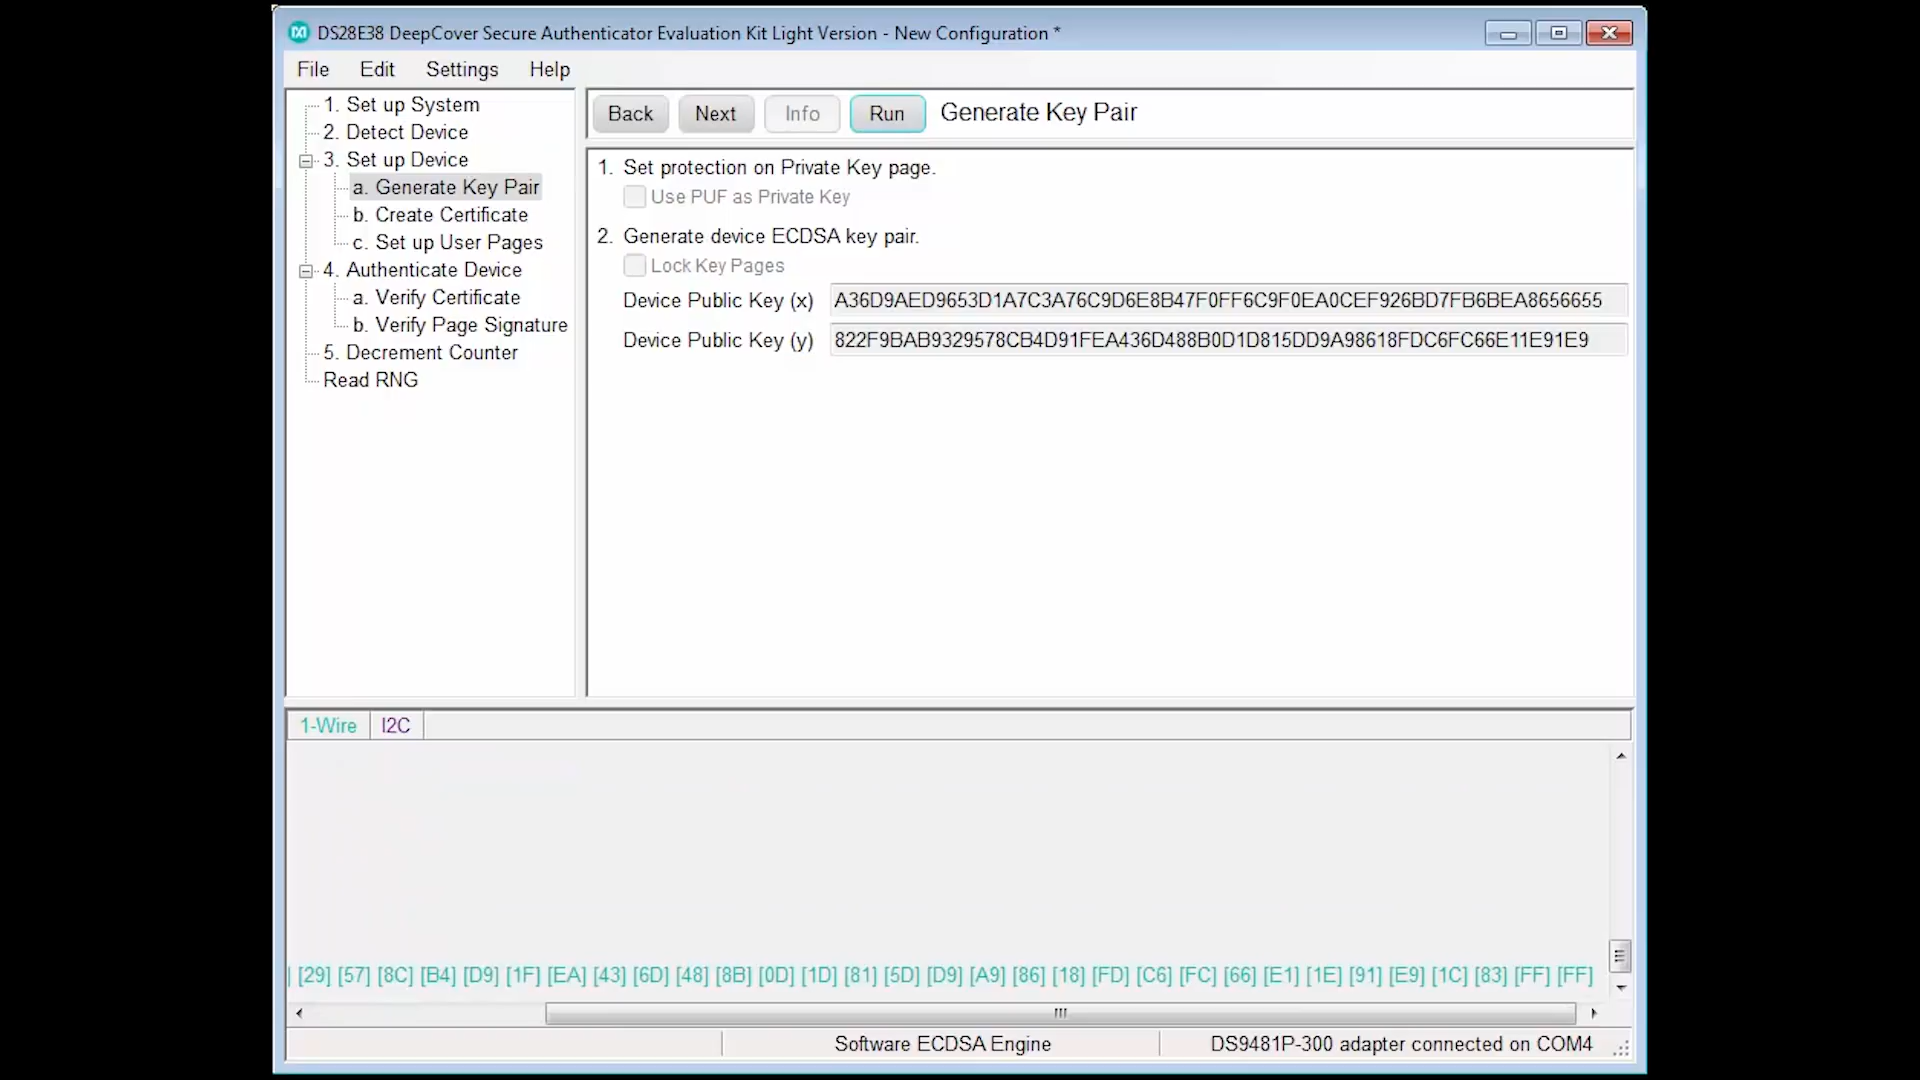 DS28E38 DeepCover Secure Authenticator Evaluation Kit Light Version - New Configuration *
File Edit Settings Help
1. Set up System
2. Detect Device
3. Set up Device
a. Generate Key Pair
b. Create Certificate
c. Set up User Pages
4. Authenticate Device
a. Verify Certificate
b. Verify Page Signature
5. Decrement Counter
Read RNG
Back Next Info Run Generate Key Pair
1. Set protection on Private Key page.
Use PUF as Private Key
2. Generate device ECDSA key pair.
Lock Key Pages
Device Public Key (x) A36D9AED9653D1A7C3A76C9D6E8B47F0FF6C9F0EA0CEF926BD7FB6BEA8656655
Device Public Key (y) 822F9BAB9329578CB4D91FEA436D488B0D1D815DD9A98618FDC6FC66E11E91E9
1-Wire I2C
[29] [57] [8C] [B4] [D9] [1F] [EA] [43] [6D] [48] [8B] [0D] [1D] [81] [5D] [D9] [A9] [86] [18] [FD] [C6] [FC] [66] [E1] [1E] [91] [E9] [1C] [83] [FF] [FF]
Software ECDSA Engine DS9481P-300 adapter connected on COM4